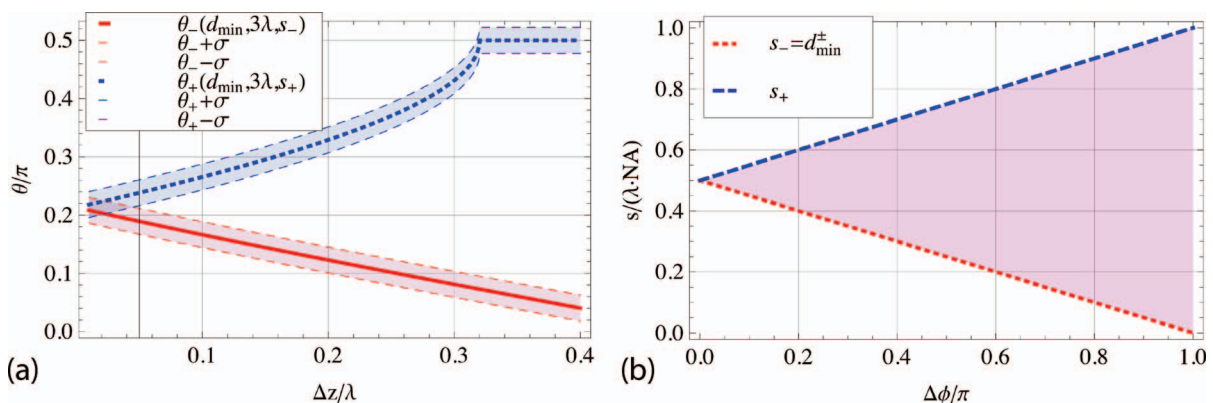 θ₋(d_min,3λ,s₋)
θ₋+σ
θ₋−σ
θ₊(d_min,3λ,s₊)
θ₊+σ
θ₊−σ
0.5
0.4
0.3
0.2
0.1
0.0
θ/π
0.1 0.2 0.3 0.4
Δz/λ
(a)
s₋=d±_min
s₊
1.0
0.8
0.6
0.4
0.2
0.0
s/(λ·NA)
0.0 0.2 0.4 0.6 0.8 1.0
Δϕ/π
(b)